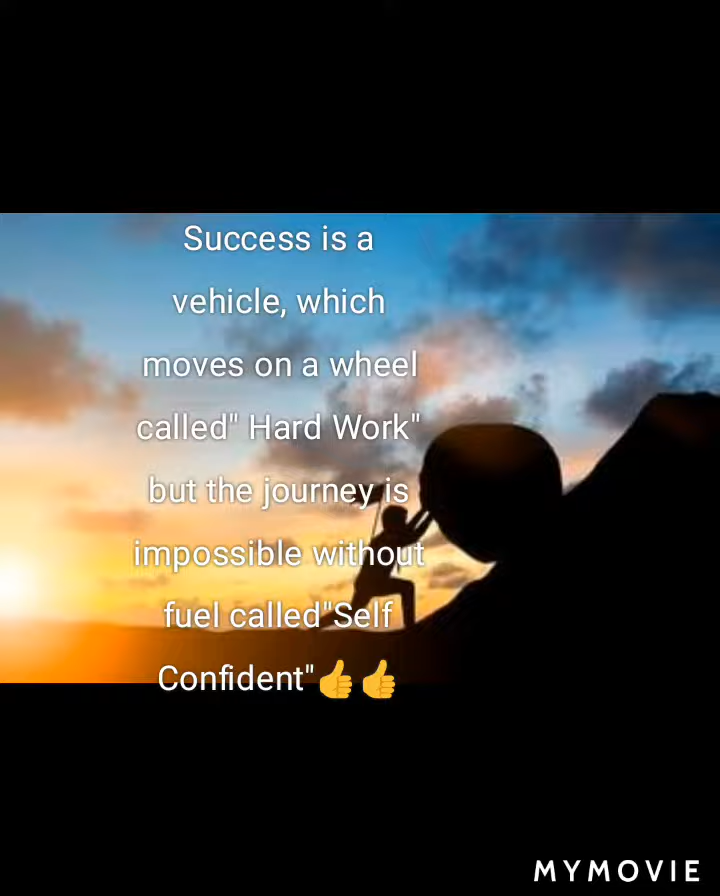 Success is a
vehicle, which
moves on a wheel
called" Hard Work"
but the journey is
impossible without
fuel called"Self
Confident"👍👍
MYMOVIE